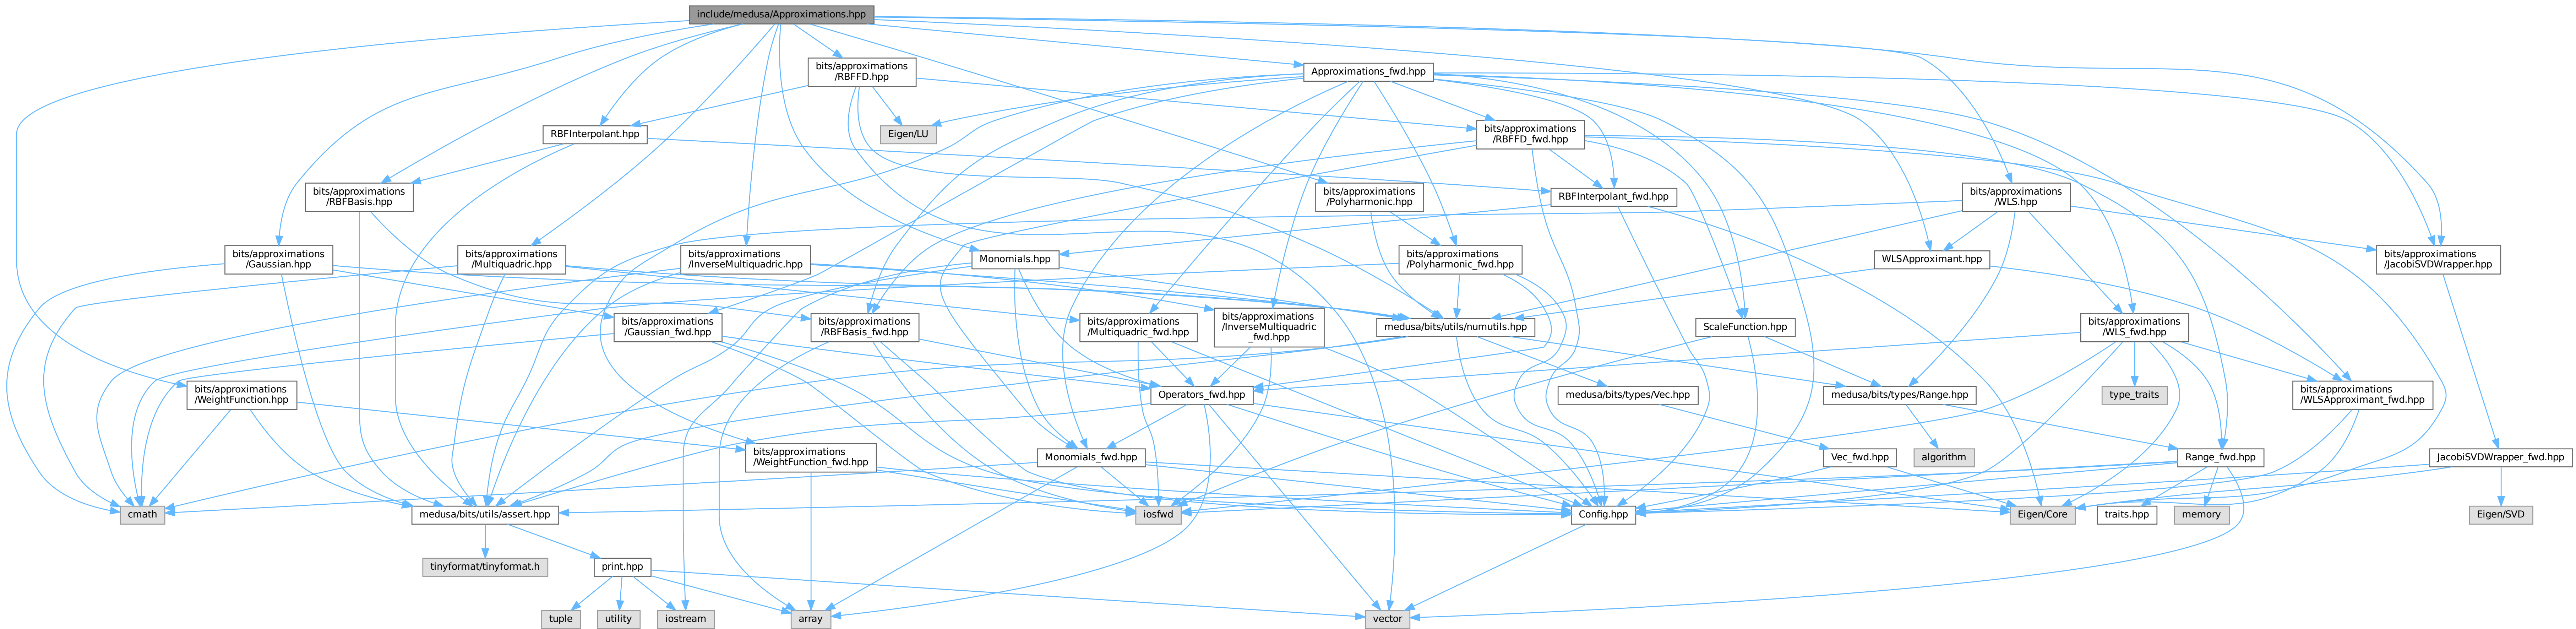 include/medusa/Approximations.hpp
bits/approximations
/RBFFD.hpp
Approximations_fwd.hpp
RBFInterpolant.hpp
Eigen/LU
bits/approximations
/RBFFD_fwd.hpp
bits/approximations
/RBFBasis.hpp
bits/approximations
/Polyharmonic.hpp
RBFInterpolant_fwd.hpp
bits/approximations
/WLS.hpp
bits/approximations
/Gaussian.hpp
bits/approximations
/Multiquadric.hpp
bits/approximations
/InverseMultiquadric.hpp
Monomials.hpp
bits/approximations
/Polyharmonic_fwd.hpp
WLSApproximant.hpp
bits/approximations
/JacobiSVDWrapper.hpp
bits/approximations
/Gaussian_fwd.hpp
bits/approximations
/RBFBasis_fwd.hpp
bits/approximations
/Multiquadric_fwd.hpp
bits/approximations
/InverseMultiquadric
_fwd.hpp
medusa/bits/utils/numutils.hpp
ScaleFunction.hpp
bits/approximations
/WLS_fwd.hpp
bits/approximations
/WeightFunction.hpp
Operators_fwd.hpp
medusa/bits/types/Vec.hpp
medusa/bits/types/Range.hpp
type_traits
bits/approximations
/WLSApproximant_fwd.hpp
bits/approximations
/WeightFunction_fwd.hpp
Monomials_fwd.hpp
Vec_fwd.hpp
algorithm
Range_fwd.hpp
JacobiSVDWrapper_fwd.hpp
cmath
medusa/bits/utils/assert.hpp
iosfwd
Config.hpp
Eigen/Core
traits.hpp
memory
Eigen/SVD
tinyformat/tinyformat.h
print.hpp
tuple
utility
iostream
array
vector